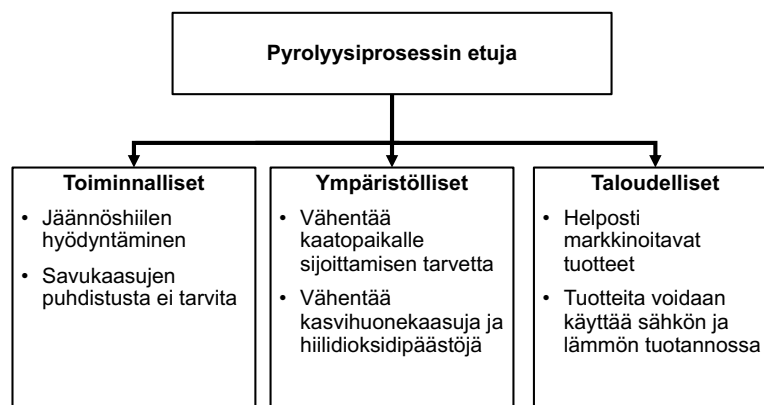 Pyrolyysiprosessin etuja
Toiminnalliset
• Jäännöshiilen
hyödyntäminen
• Savukaasujen
puhdistusta ei tarvita
Ympäristölliset
• Vähentää
kaatopaikalle
sijoittamisen tarvetta
• Vähentää
kasvihuonekaasuja ja
hiilidioksidipäästöjä
Taloudelliset
• Helposti
markkinoitavat
tuotteet
• Tuotteita voidaan
käyttää sähkön ja
lämmön tuotannossa